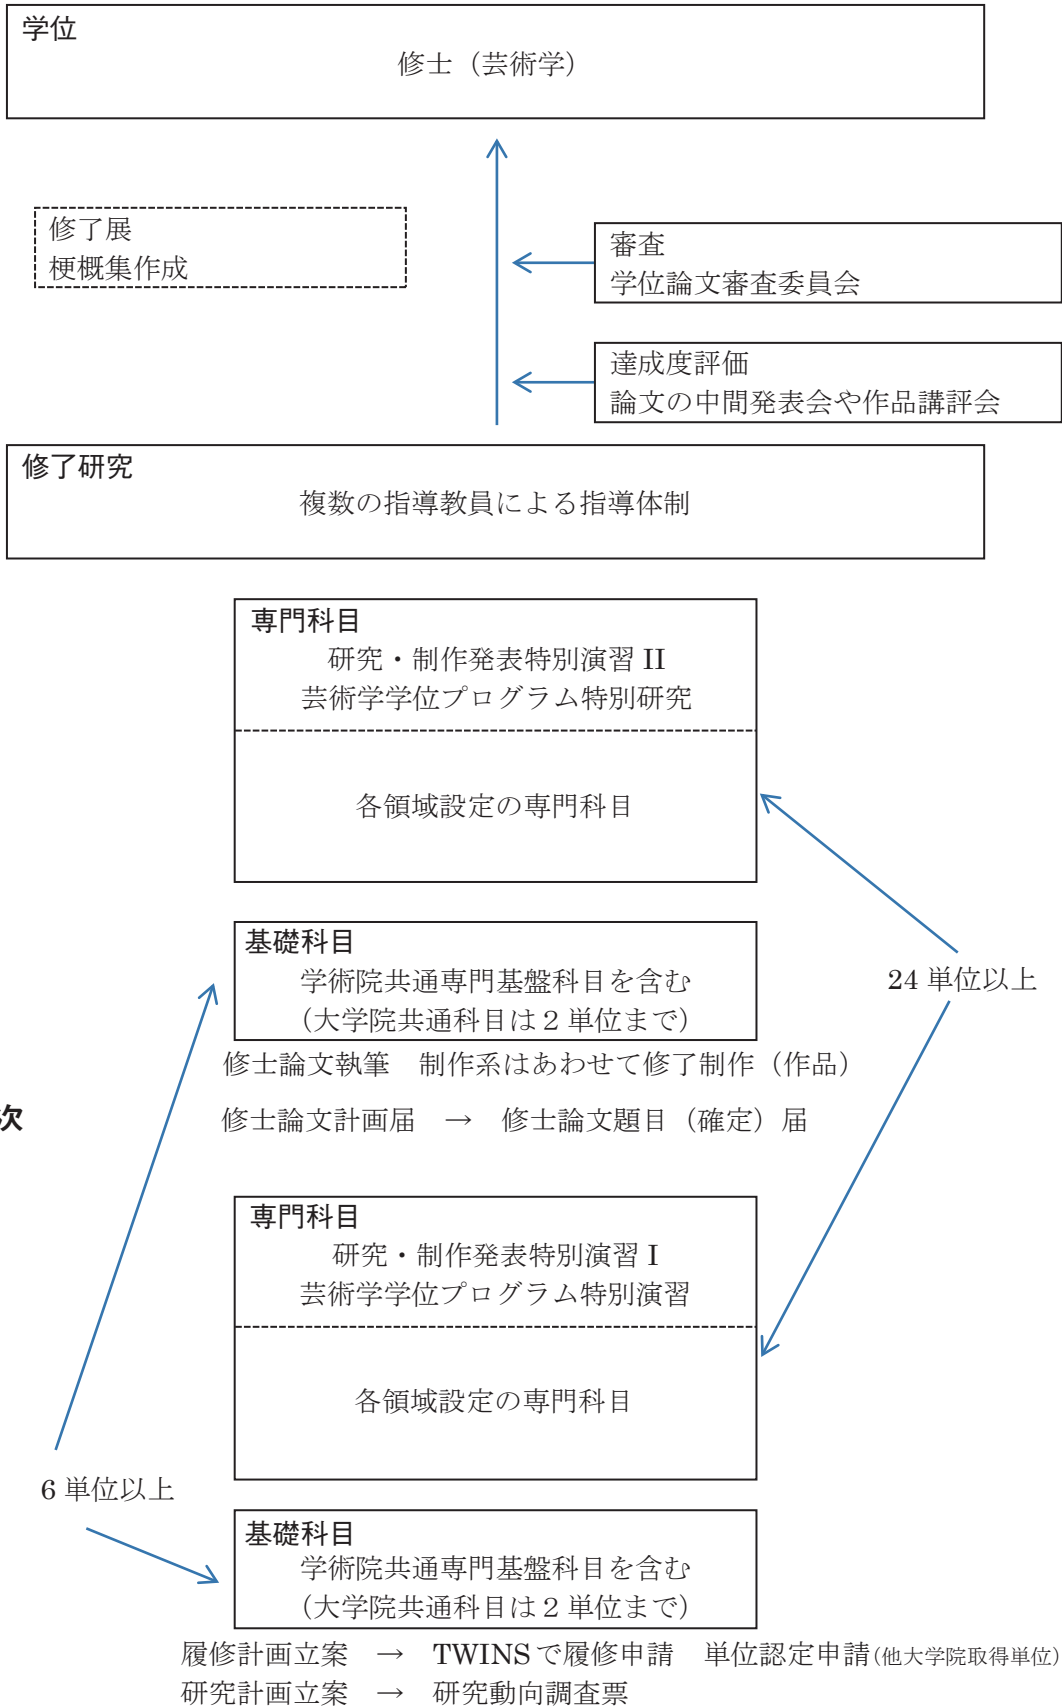 学位
修士（芸術学）
修了展
梗概集作成
審査
学位論文審査委員会
達成度評価
論文の中間発表会や作品講評会
修了研究
複数の指導教員による指導体制
専門科目
研究・制作発表特別演習 II
芸術学学位プログラム特別研究
各領域設定の専門科目
基礎科目
学術院共通専門基盤科目を含む
（大学院共通科目は２単位まで）
24 単位以上
修士論文執筆　制作系はあわせて修了制作（作品）
次
修士論文計画届　→　修士論文題目（確定）届
専門科目
研究・制作発表特別演習 I
芸術学学位プログラム特別演習
各領域設定の専門科目
6 単位以上
基礎科目
学術院共通専門基盤科目を含む
（大学院共通科目は２単位まで）
履修計画立案　→　TWINS で履修申請　単位認定申請(他大学院取得単位)
研究計画立案　→　研究動向調査票